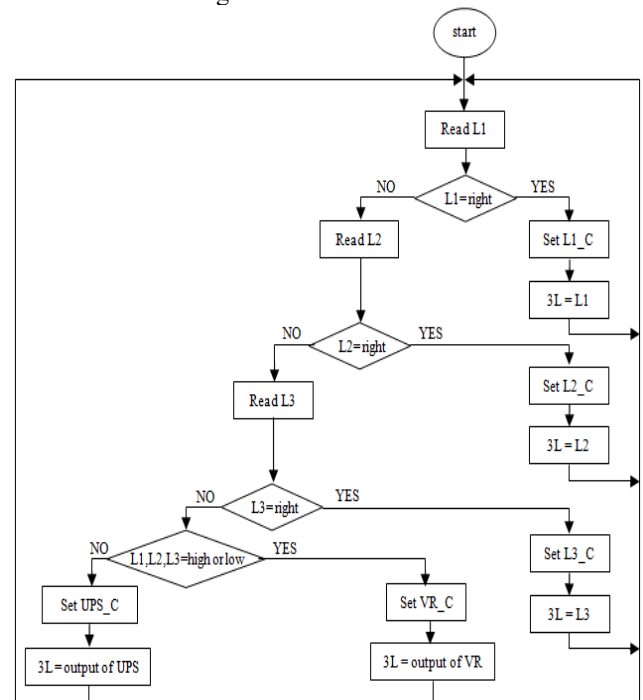 start
Read L1
NO
L1=right
YES
Read L2
Set L1_C
3L = L1
NO
L2=right
YES
Read L3
Set L2_C
3L = L2
NO
L3=right
YES
NO
L1,L2,L3=high or low
YES
Set L3_C
Set UPS_C
Set VR_C
3L = L3
3L = output of UPS
3L = output of VR